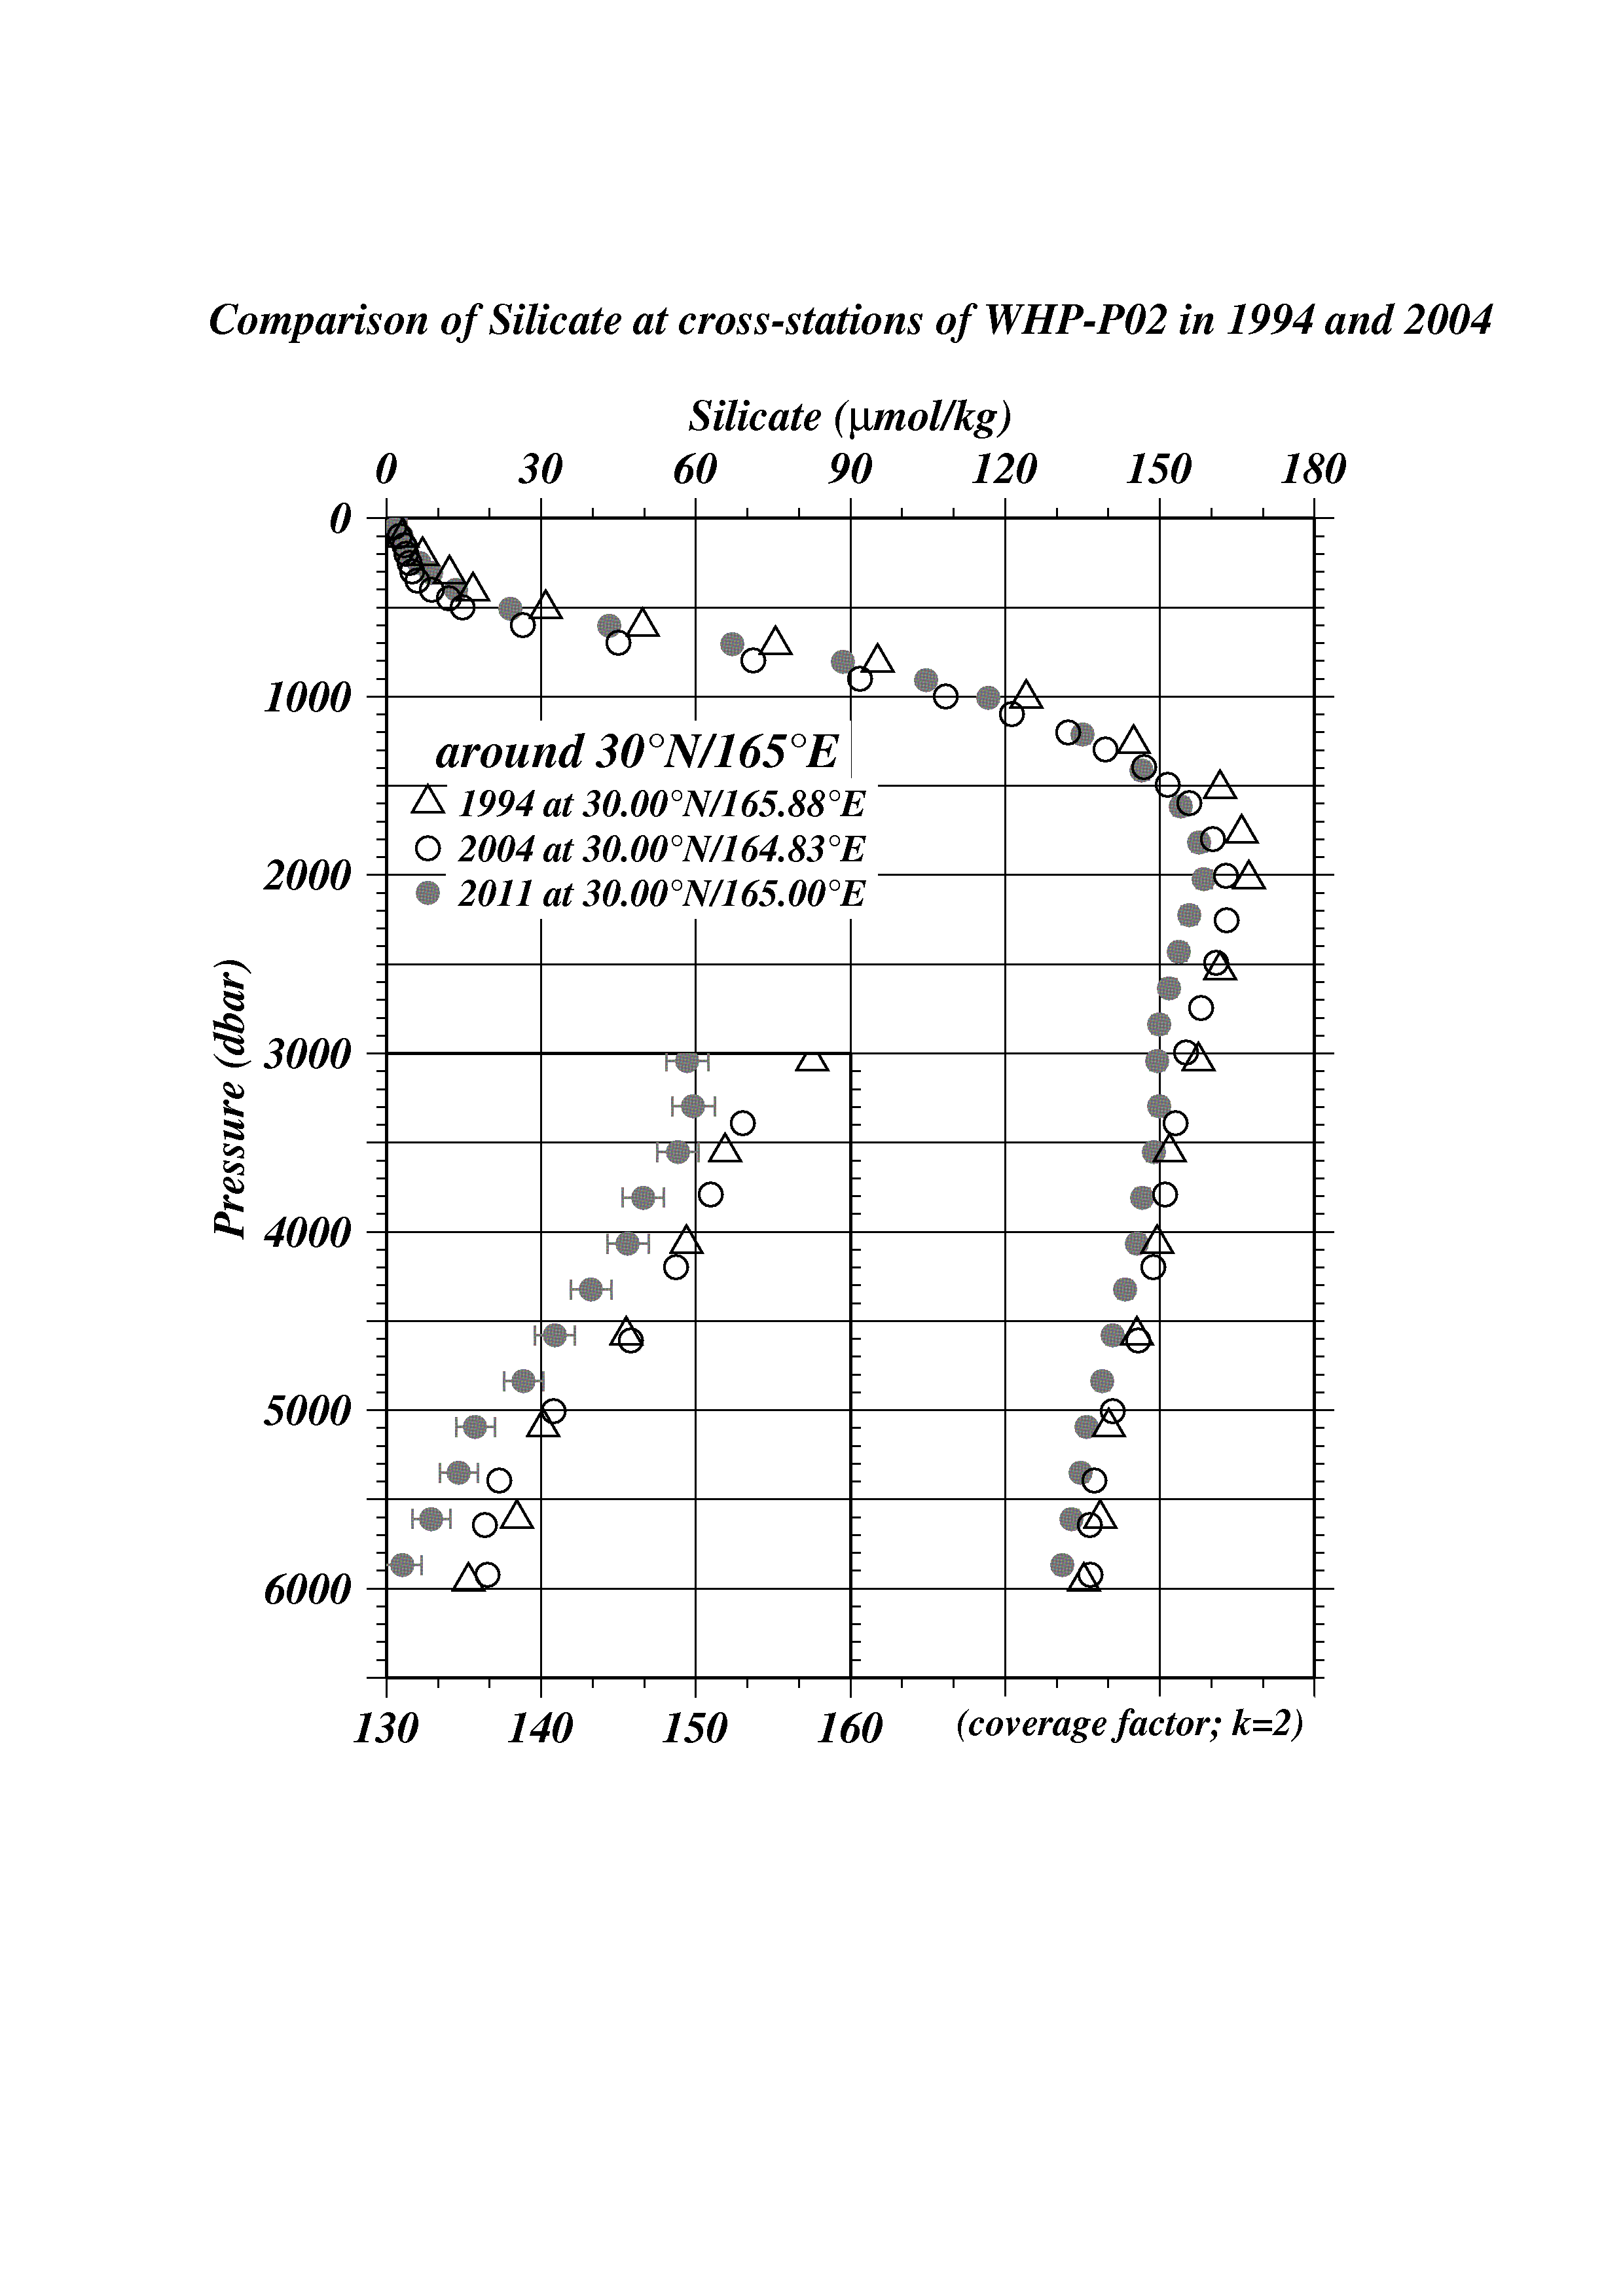 Comparison of Silicate at cross-stations of WHP-P02 in 1994 and 2004
Silicate (μmol/kg)
0 30 60 90 120 150 180
0
1000
around 30°N/165°E
1994 at 30.00°N/165.88°E
2004 at 30.00°N/164.83°E
2000
2011 at 30.00°N/165.00°E
Pressure (dbar)
3000
4000
5000
6000
130 140 150 160 (coverage factor; k=2)